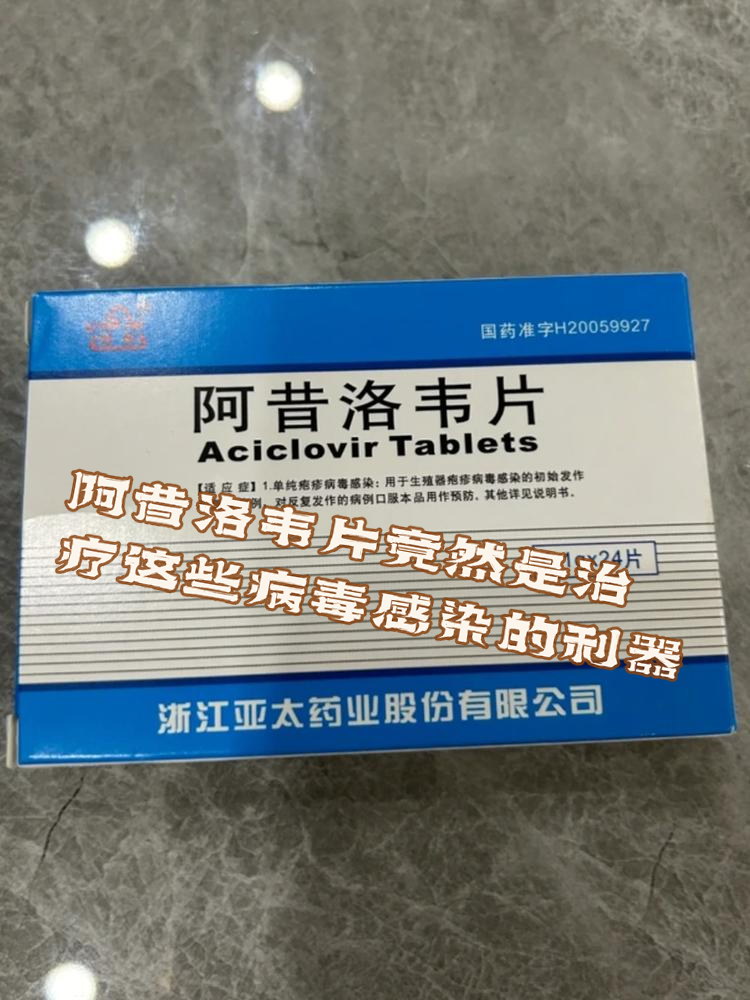 国药准字H20059927
阿昔洛韦片
Aciclovir Tablets
【适应症】1.单纯疱疹病毒感染：用于生殖器疱疹病毒感染的初始发作
例，对反复发作的病例口服本品用作预防。其他详见说明书。
阿昔洛韦片竟然是治
疗这些病毒感染的利器
24片
浙江亚太药业股份有限公司